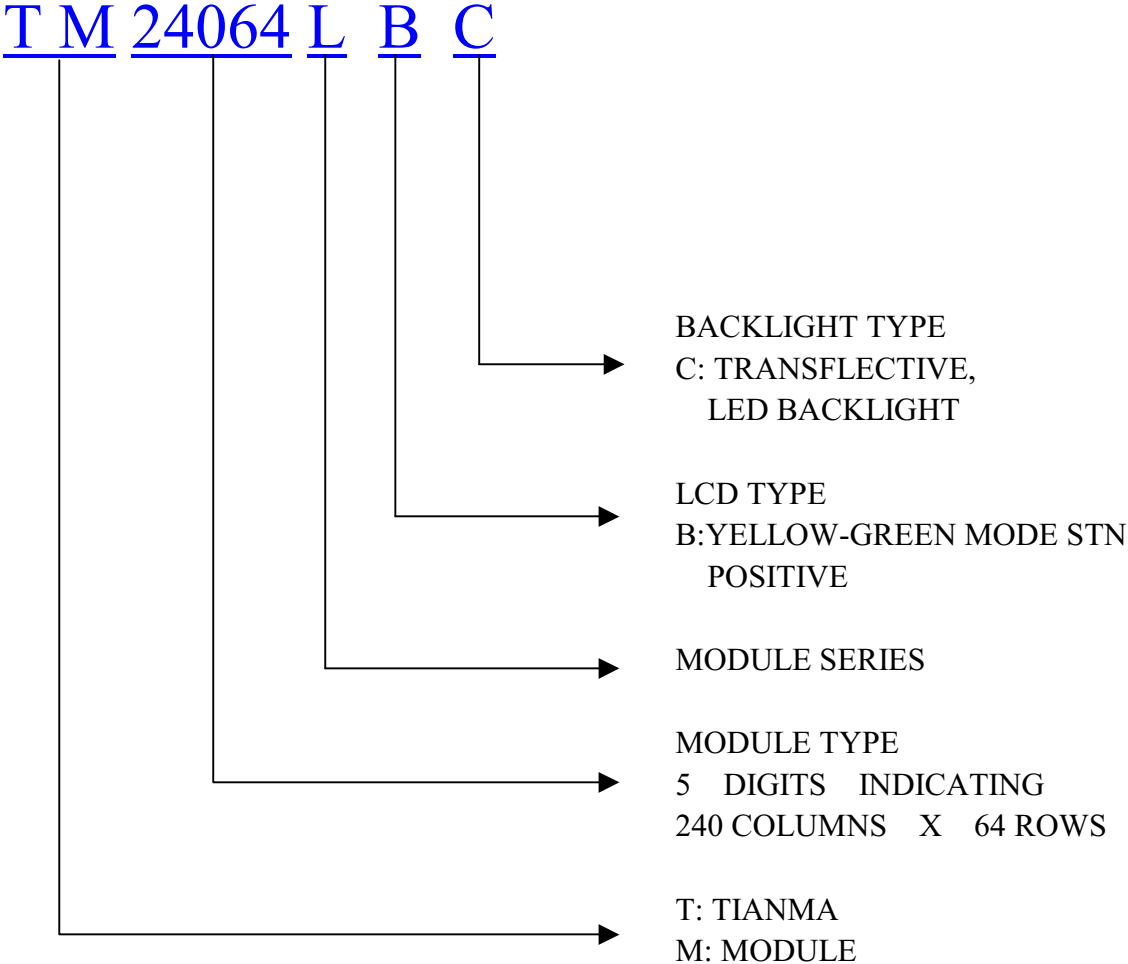 T M 24064 L B C
BACKLIGHT TYPE
C: TRANSFLECTIVE,
LED BACKLIGHT
LCD TYPE
B:YELLOW-GREEN MODE STN
POSITIVE
MODULE SERIES
MODULE TYPE
5 DIGITS INDICATING
240 COLUMNS X 64 ROWS
T: TIANMA
M: MODULE